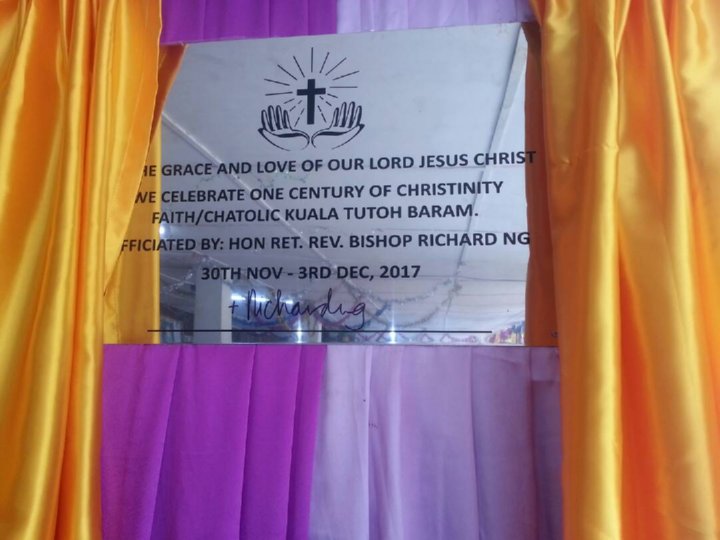 HE GRACE AND LOVE OF OUR LORD JESUS CHRIST
WE CELEBRATE ONE CENTURY OF CHRISTINITY
FAITH/CHATOLIC KUALA TUTOH BARAM.
FFICIATED BY: HON RET. REV. BISHOP RICHARD NG
30TH NOV - 3RD DEC, 2017
+ Richardng